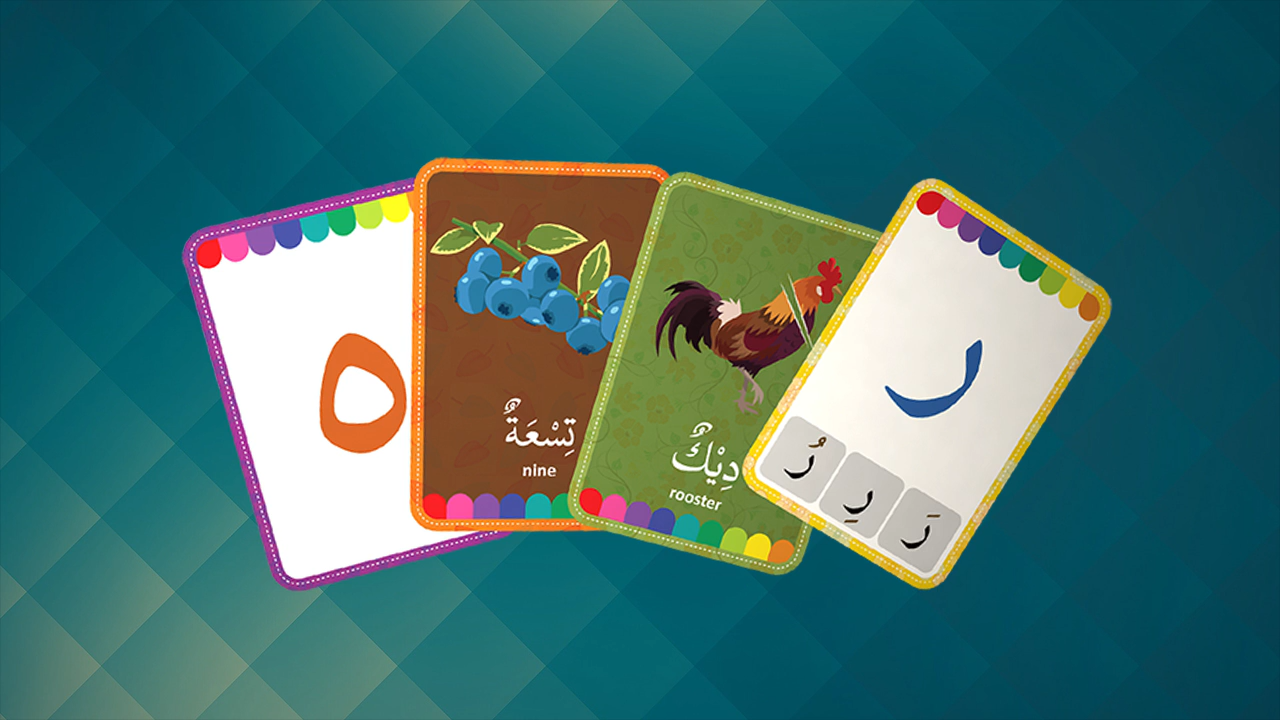 ٥
تِسْعَةٌ
nine
دِيْكٌ
rooster
ر
رَ رِ رُ